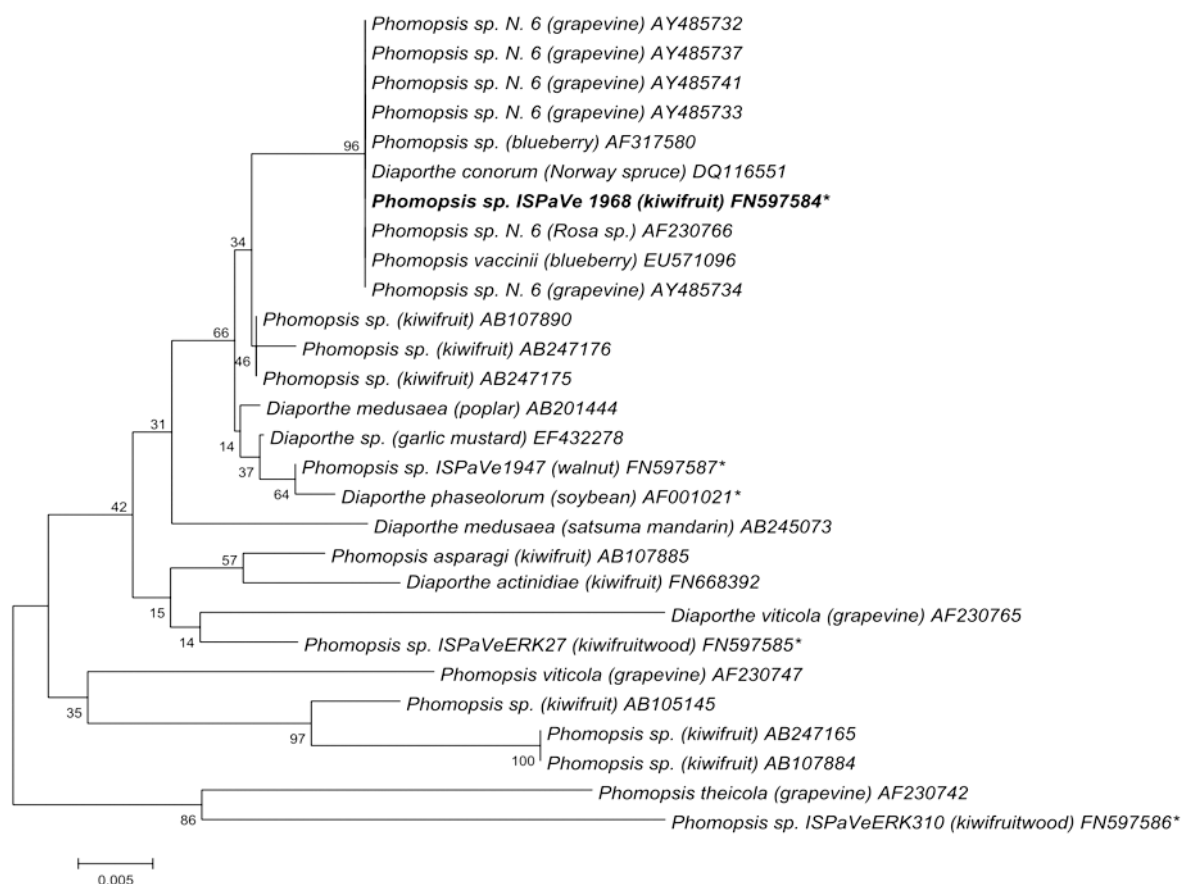 Phomopsis sp. N. 6 (grapevine) AY485732
Phomopsis sp. N. 6 (grapevine) AY485737
Phomopsis sp. N. 6 (grapevine) AY485741
Phomopsis sp. N. 6 (grapevine) AY485733
96 Phomopsis sp. (blueberry) AF317580
Diaporthe conorum (Norway spruce) DQ116551
Phomopsis sp. ISPaVe 1968 (kiwifruit) FN597584*
34 Phomopsis sp. N. 6 (Rosa sp.) AF230766
Phomopsis vaccinii (blueberry) EU571096
Phomopsis sp. N. 6 (grapevine) AY485734
66 Phomopsis sp. (kiwifruit) AB107890
46 Phomopsis sp. (kiwifruit) AB247176
Phomopsis sp. (kiwifruit) AB247175
Diaporthe medusaea (poplar) AB201444
31 14 Diaporthe sp. (garlic mustard) EF432278
37 Phomopsis sp. ISPaVe1947 (walnut) FN597587*
64 Diaporthe phaseolorum (soybean) AF001021*
42 Diaporthe medusaea (satsuma mandarin) AB245073
57 Phomopsis asparagi (kiwifruit) AB107885
Diaporthe actinidiae (kiwifruit) FN668392
15 Diaporthe viticola (grapevine) AF230765
14 Phomopsis sp. ISPaVeERK27 (kiwifruitwood) FN597585*
Phomopsis viticola (grapevine) AF230747
35 Phomopsis sp. (kiwifruit) AB105145
97 Phomopsis sp. (kiwifruit) AB247165
100 Phomopsis sp. (kiwifruit) AB107884
Phomopsis theicola (grapevine) AF230742
86 Phomopsis sp. ISPaVeERK310 (kiwifruitwood) FN597586*
0.005